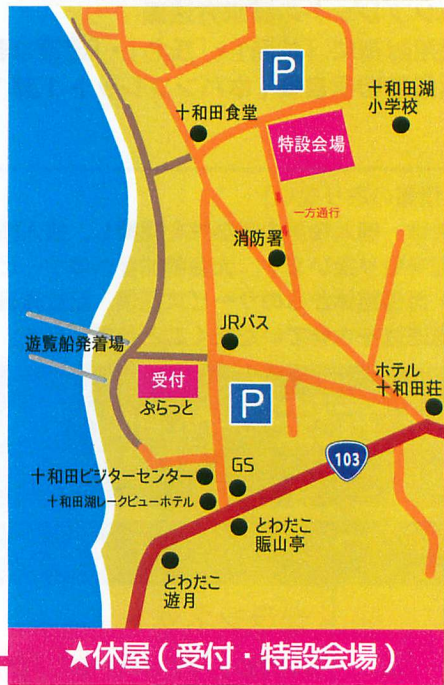 P
十和田湖
小学校
十和田食堂
特設会場
一方通行
消防署
JRバス
遊覧船発着場
受付
ぷらっと
P
ホテル
十和田荘
103
十和田ビジターセンター
GS
十和田湖レークビューホテル
とわだこ
賑山亭
とわだこ
遊月
★休屋(受付・特設会場)